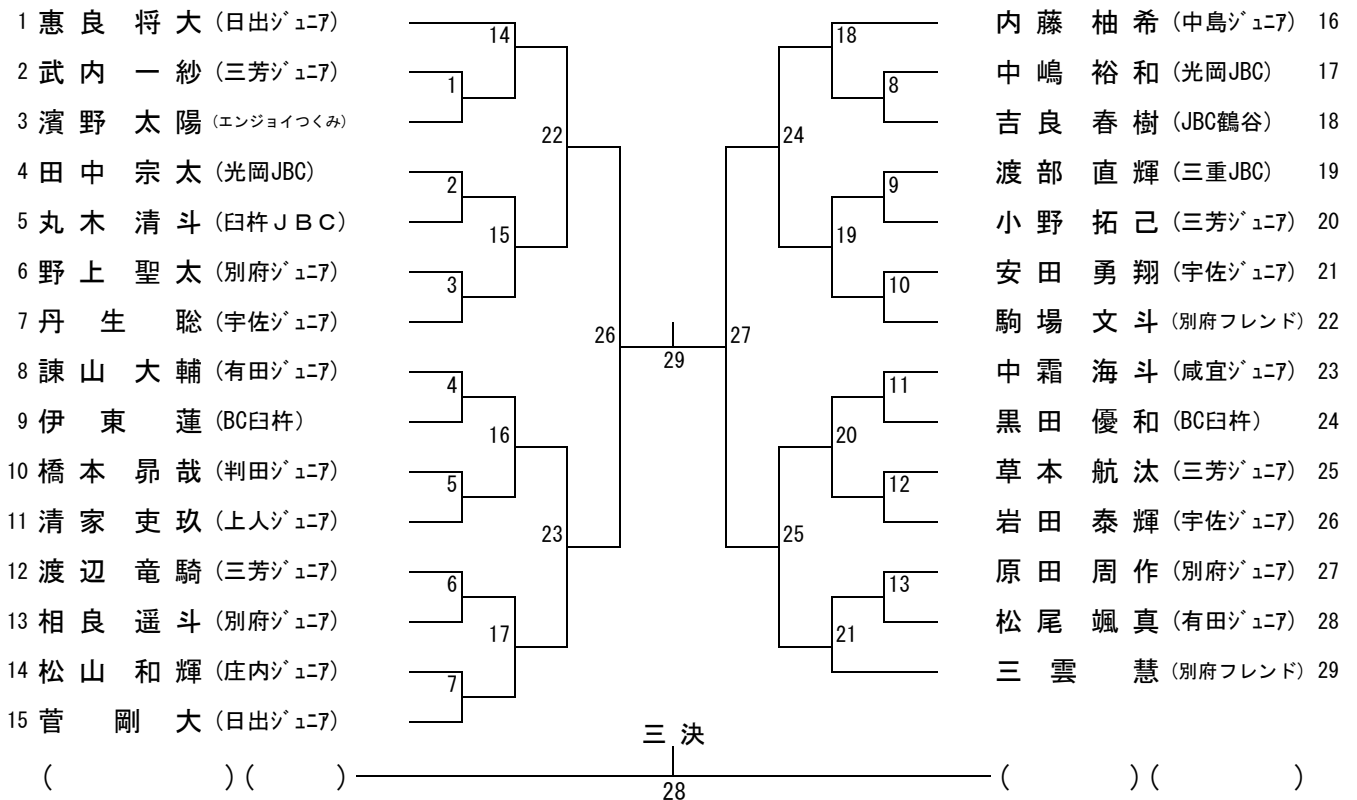 1 惠良 将大 (日出ジュニア) 14 18 内藤 柚希 (中島ジュニア) 16
2 武内 一紗 (三芳ジュニア) 1 8 中嶋 裕和 (光岡JBC) 17
3 濱野 太陽 (エンジョイつくみ) 22 24 吉良 春樹 (JBC鶴谷) 18
4 田中 宗太 (光岡JBC) 2 9 渡部 直輝 (三重JBC) 19
5 丸木 清斗 (臼杵ＪＢＣ) 15 19 小野 拓己 (三芳ジュニア) 20
6 野上 聖太 (別府ジュニア) 3 10 安田 勇翔 (宇佐ジュニア) 21
7 丹生 聡 (宇佐ジュニア) 26 29 27 駒場 文斗 (別府フレンド) 22
8 諌山 大輔 (有田ジュニア) 4 11 中霜 海斗 (咸宜ジュニア) 23
9 伊東 蓮 (BC臼杵) 16 20 黒田 優和 (BC臼杵) 24
10 橋本 昴哉 (判田ジュニア) 5 12 草本 航汰 (三芳ジュニア) 25
11 清家 吏玖 (上人ジュニア) 23 25 岩田 泰輝 (宇佐ジュニア) 26
12 渡辺 竜騎 (三芳ジュニア) 6 13 原田 周作 (別府ジュニア) 27
13 相良 遥斗 (別府ジュニア) 17 21 松尾 颯真 (有田ジュニア) 28
14 松山 和輝 (庄内ジュニア) 7 三雲 慧 (別府フレンド) 29
15 菅 剛大 (日出ジュニア)
三決
( ) ( ) 28 ( ) ( )